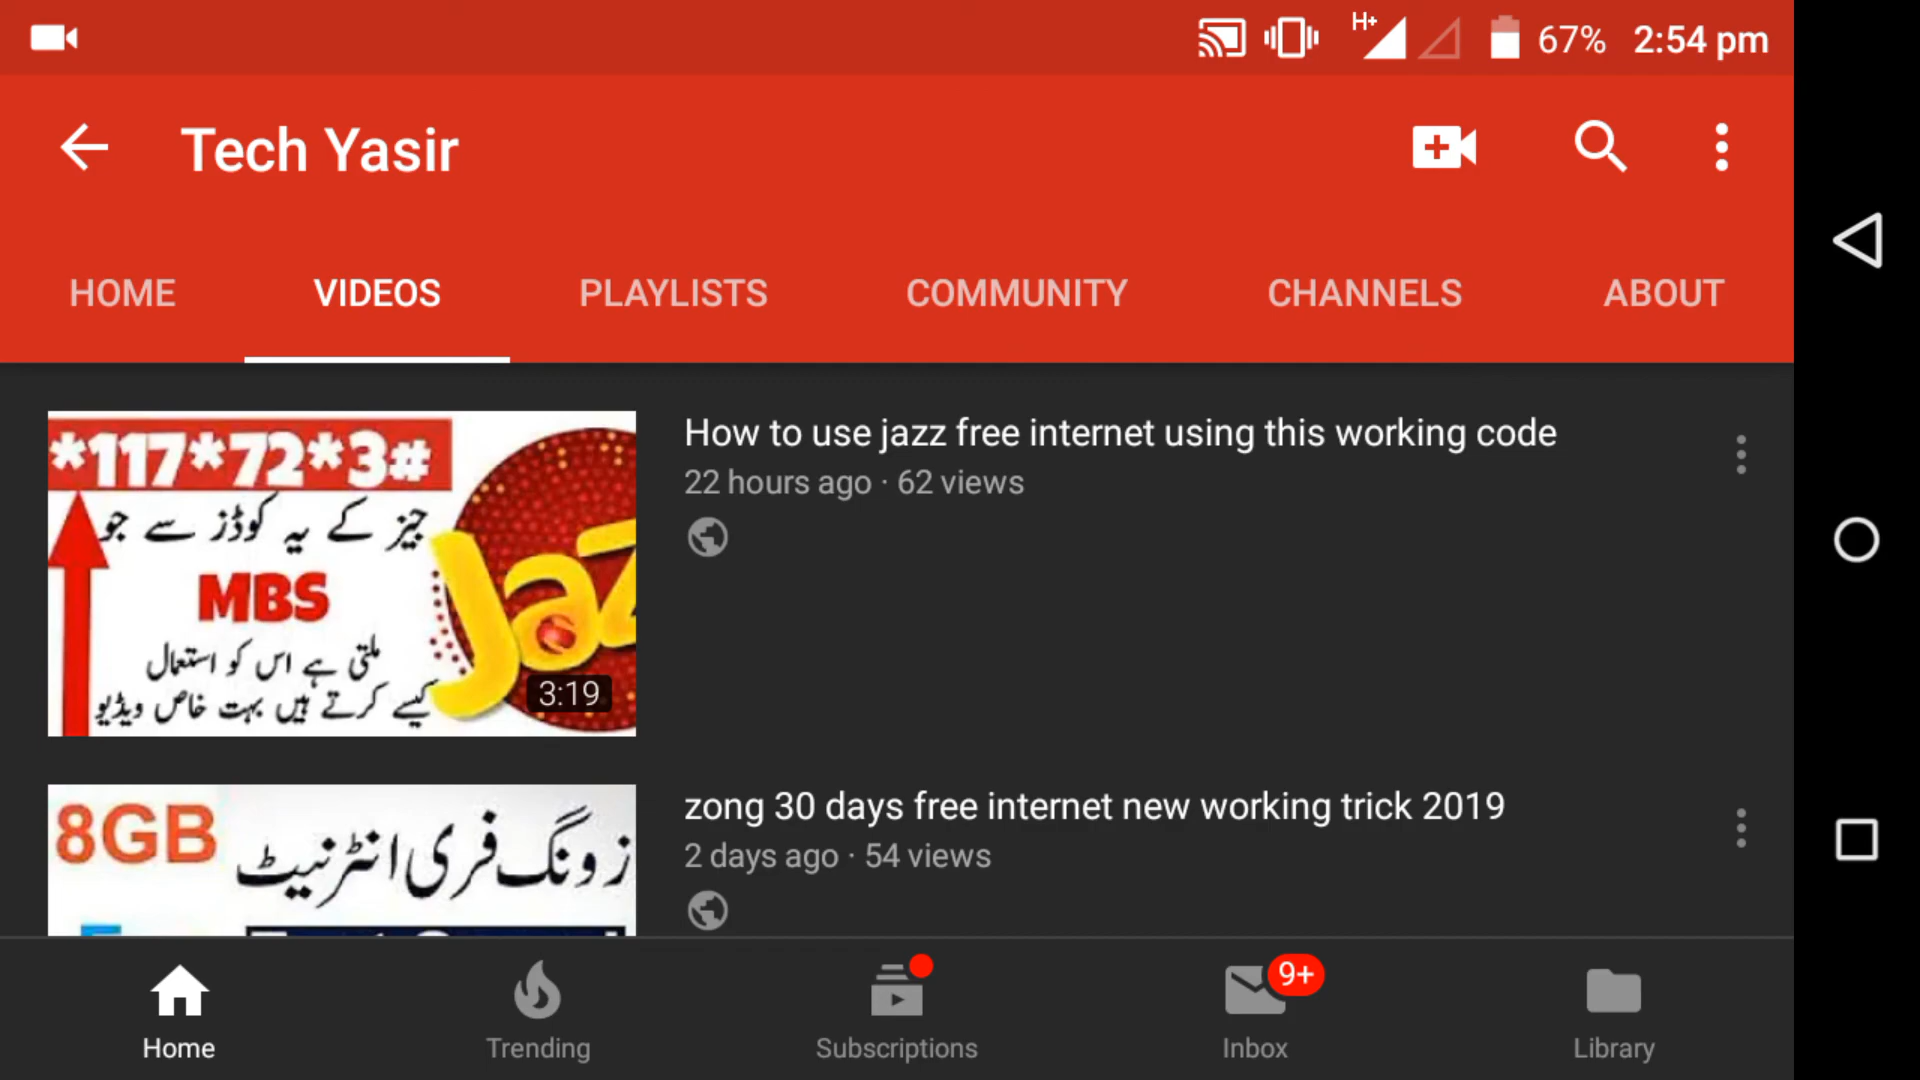 H+ 67% 2:54 pm
Tech Yasir
HOME VIDEOS PLAYLISTS COMMUNITY CHANNELS ABOUT
*117*72*3#
جیز کے یہ کوڈز سے جو
MBS
ملتی ہے اس کو استعمال
کیسے کرتے ہیں بہت خاص ویڈیو
Jaz
3:19
How to use jazz free internet using this working code
22 hours ago · 62 views
8GB
زونگ فری انٹرنیٹ
zong 30 days free internet new working trick 2019
2 days ago · 54 views
9+
Home Trending Subscriptions Inbox Library